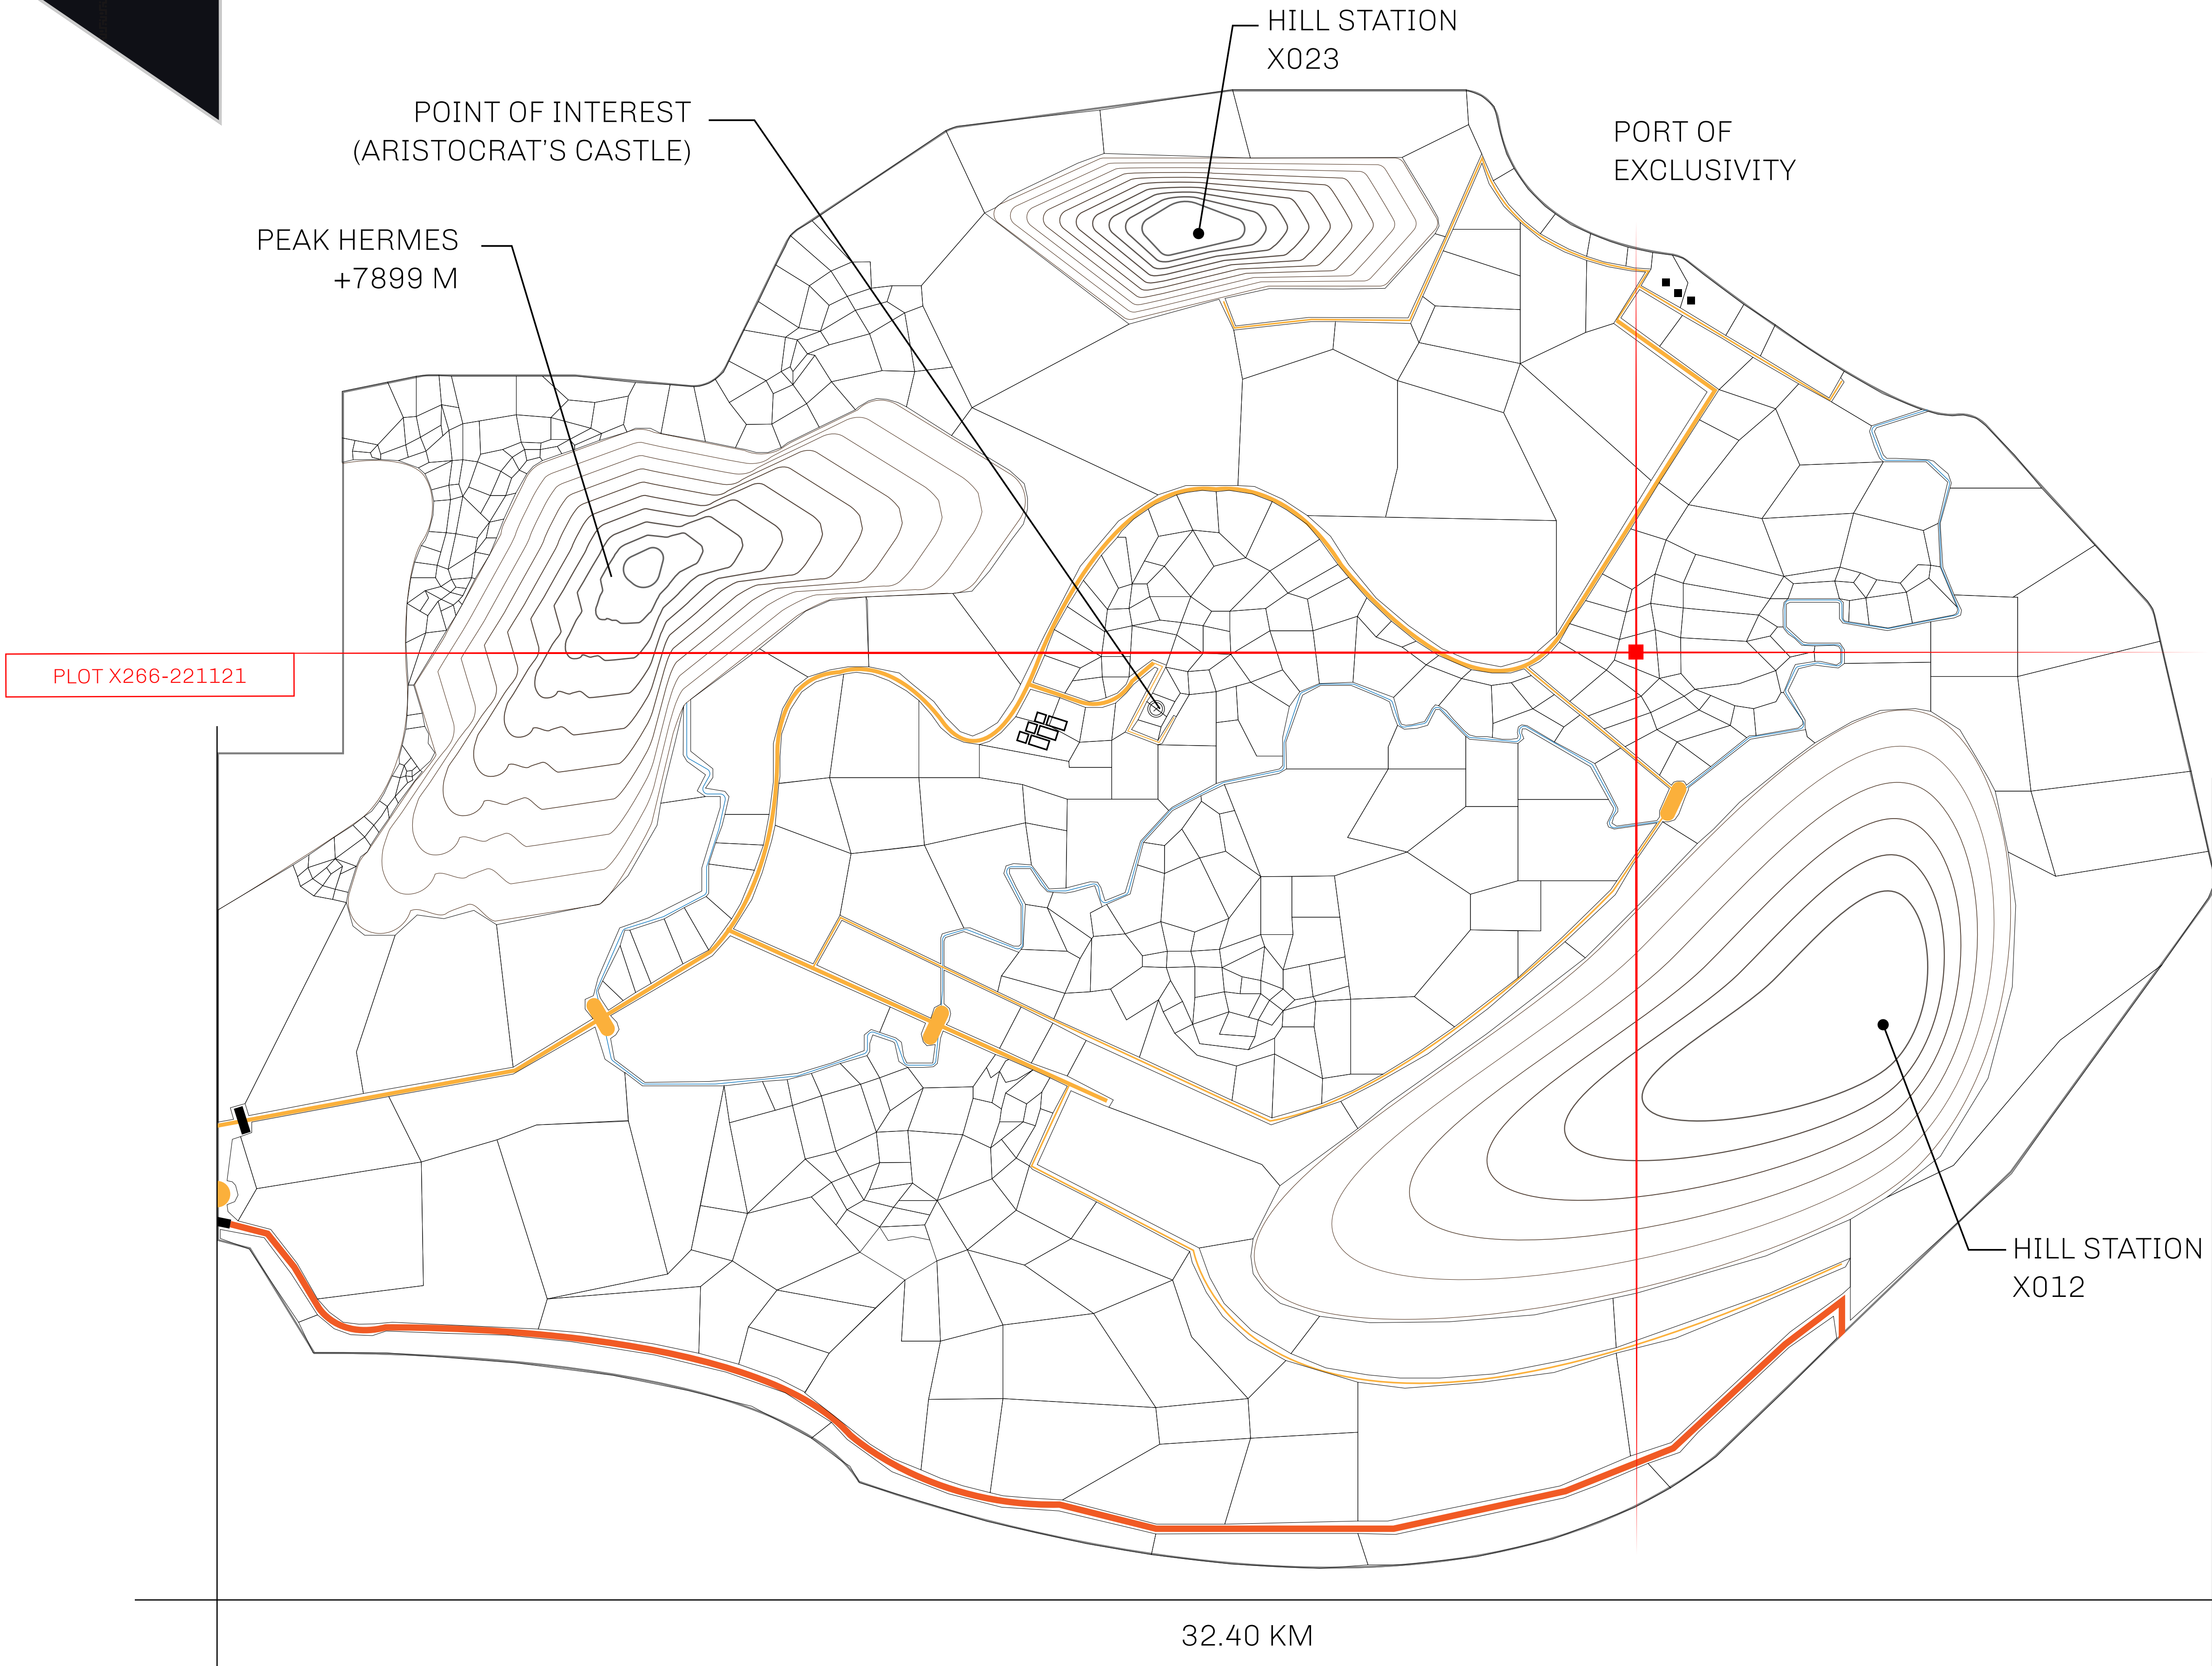 HILL STATION
X023
POINT OF INTEREST
(ARISTOCRAT'S CASTLE)
PORT OF
EXCLUSIVITY
PEAK HERMES
+7899 M
PLOT X266-221121
HILL STATION
X012
32.40 KM